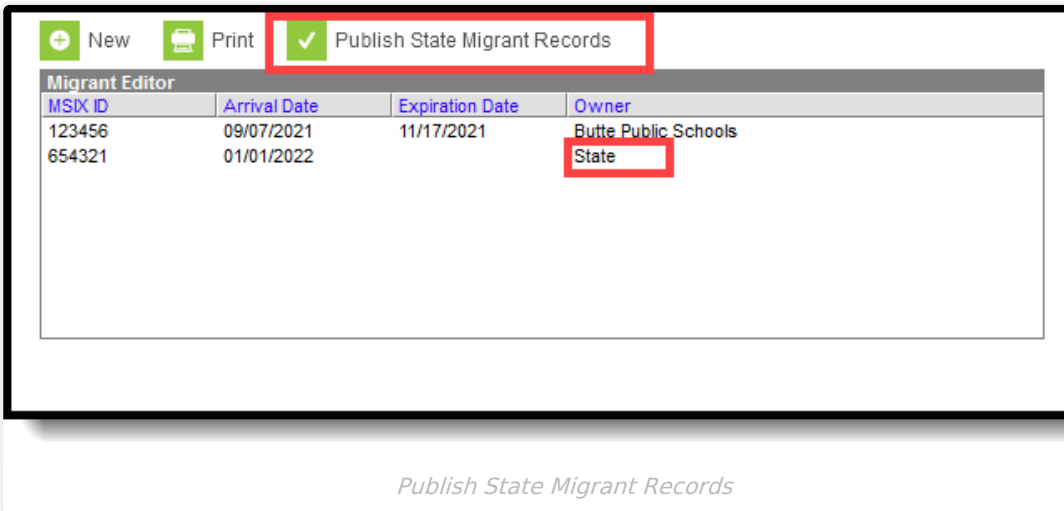 New Print Publish State Migrant Records
Migrant Editor
MSIX ID Arrival Date Expiration Date Owner
123456 09/07/2021 11/17/2021 Butte Public Schools
654321 01/01/2022 State
Publish State Migrant Records